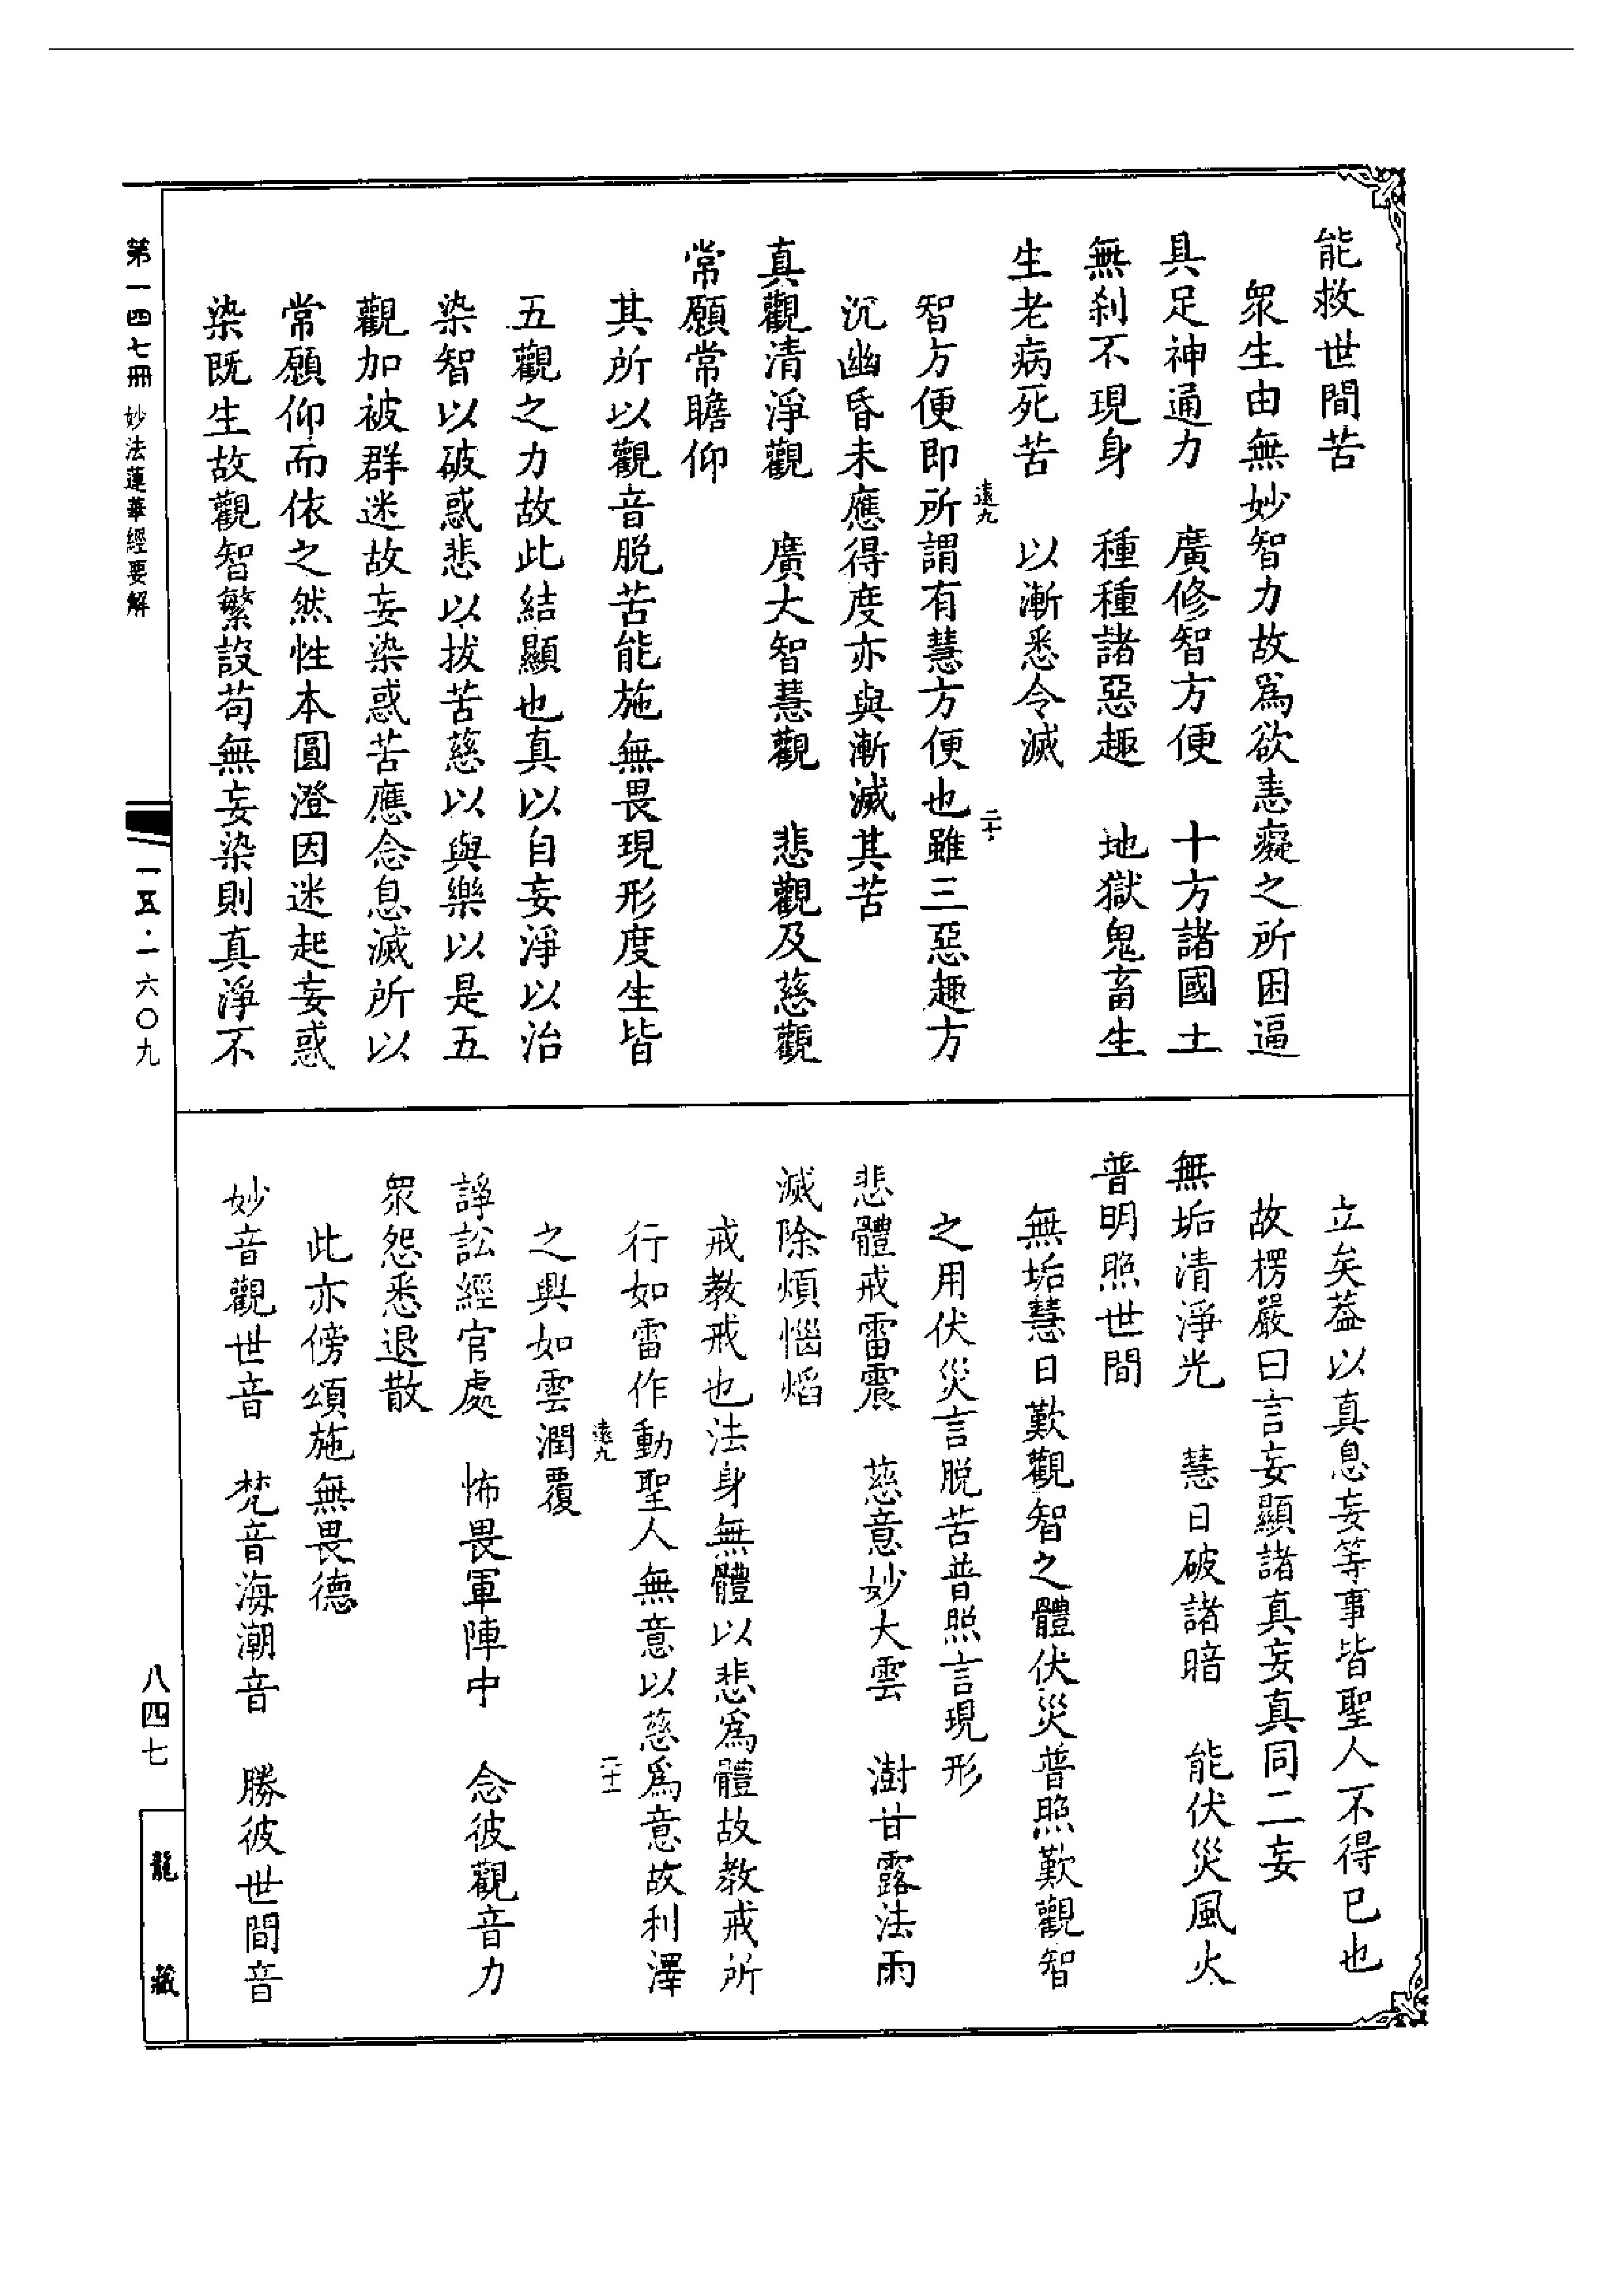 能救世間苦
衆生由無妙智力故爲欲恚癡之所困逼
具足神通力　廣修智方便　十方諸國土
無刹不現身　種種諸惡趣　地獄鬼畜生
生老病死苦　以漸悉令滅
遠九
二十
智方便即所謂有慧方便也雖三惡趣方
沉幽昏未應得度亦與漸滅其苦
真觀清淨觀　廣大智慧觀　悲觀及慈觀
常願常瞻仰
其所以觀音脱苦能施無畏現形度生皆
五觀之力故此結顯也真以自妄淨以治
染智以破惑悲以拔苦慈以與樂以是五
觀加被群迷故妄染惑苦應念息滅所以
常願仰而依之然性本圓澄因迷起妄惑
染既生故觀智繁設苟無妄染則真淨不
立矣葢以真息妄等事皆聖人不得已也
故楞嚴曰言妄顯諸真妄真同二妄
無垢清淨光　慧日破諸暗　能伏災風火
普明照世間
無垢慧日歎觀智之體伏災普照歎觀智
之用伏災言脱苦普照言現形
悲體戒雷震　慈意妙大雲　澍甘露法雨
滅除煩惱焰
戒教戒也法身無體以悲爲體故教戒所
行如雷作動聖人無意以慈爲意故利澤
遠九
二十一
之與如雲潤覆
諍訟經官處　怖畏軍陣中　念彼觀音力
衆怨悉退散
此亦傍頌施無畏德
妙音觀世音　梵音海潮音　勝彼世間音
第一四七冊　妙法蓮華經要解
一五·一六〇九
八四七
龍藏